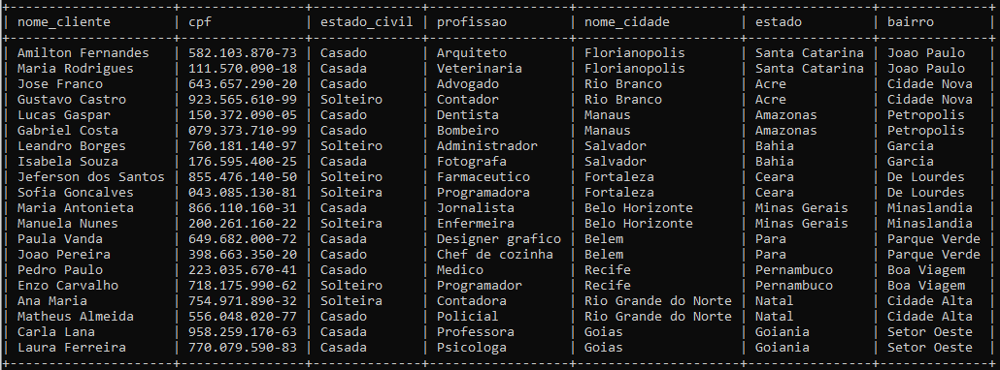 +--------------------+----------------+--------------+------------------+---------------------+----------------+--------------+
| nome_cliente | cpf | estado_civil | profissao | nome_cidade | estado | bairro |
+--------------------+----------------+--------------+------------------+---------------------+----------------+--------------+
| Amilton Fernandes | 582.103.870-73 | Casado | Arquiteto | Florianopolis | Santa Catarina | Joao Paulo |
| Maria Rodrigues | 111.570.090-18 | Casada | Veterinaria | Florianopolis | Santa Catarina | Joao Paulo |
| Jose Franco | 643.657.290-20 | Casado | Advogado | Rio Branco | Acre | Cidade Nova |
| Gustavo Castro | 923.565.610-99 | Solteiro | Contador | Rio Branco | Acre | Cidade Nova |
| Lucas Gaspar | 150.372.090-05 | Casado | Dentista | Manaus | Amazonas | Petropolis |
| Gabriel Costa | 079.373.710-99 | Casado | Bombeiro | Manaus | Amazonas | Petropolis |
| Leandro Borges | 760.181.140-97 | Solteiro | Administrador | Salvador | Bahia | Garcia |
| Isabela Souza | 176.595.400-25 | Casada | Fotografa | Salvador | Bahia | Garcia |
| Jeferson dos Santos | 855.476.140-50 | Solteiro | Farmaceutico | Fortaleza | Ceara | De Lourdes |
| Sofia Goncalves | 043.085.130-81 | Solteiro | Programadora | Fortaleza | Ceara | De Lourdes |
| Maria Antonieta | 866.110.160-31 | Casada | Jornalista | Belo Horizonte | Minas Gerais | Minaslandia |
| Manuela Nunes | 200.261.160-22 | Solteiro | Enfermeira | Belo Horizonte | Minas Gerais | Minaslandia |
| Paula Vanda | 649.682.000-72 | Casada | Designer grafico | Belem | Para | Parque Verde |
| Joao Pereira | 398.663.350-20 | Casado | Chef de cozinha | Belem | Para | Parque Verde |
| Pedro Paulo | 223.035.670-41 | Casado | Medico | Recife | Pernambuco | Boa Viagem |
| Enzo Carvalho | 718.175.990-62 | Solteiro | Programador | Recife | Pernambuco | Boa Viagem |
| Ana Maria | 754.971.890-32 | Solteira | Contadora | Rio Grande do Norte | Natal | Cidade Alta |
| Matheus Almeida | 556.048.020-77 | Casado | Policial | Rio Grande do Norte | Natal | Cidade Alta |
| Carla Lana | 958.259.170-63 | Casada | Professora | Goias | Goiania | Setor Oeste |
| Laura Ferreira | 770.079.590-83 | Casada | Psicologa | Goias | Goiania | Setor Oeste |
+--------------------+----------------+--------------+------------------+---------------------+----------------+--------------+